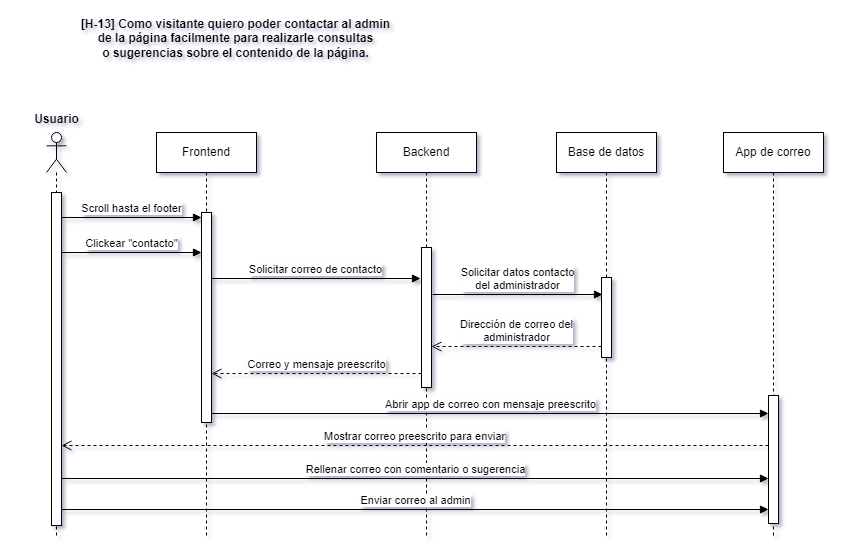 [H-13] Como visitante quiero poder contactar al admin
de la página facilmente para realizarle consultas
o sugerencias sobre el contenido de la página.
Usuario
Frontend
Backend
Base de datos
App de correo
Scroll hasta el footer
Clickear "contacto"
Solicitar correo de contacto
Solicitar datos contacto
del administrador
Dirección de correo del
administrador
Correo y mensaje preescrito
Abrir app de correo con mensaje preescrito
Mostrar correo preescrito para enviar
Rellenar correo con comentario o sugerencia
Enviar correo al admin